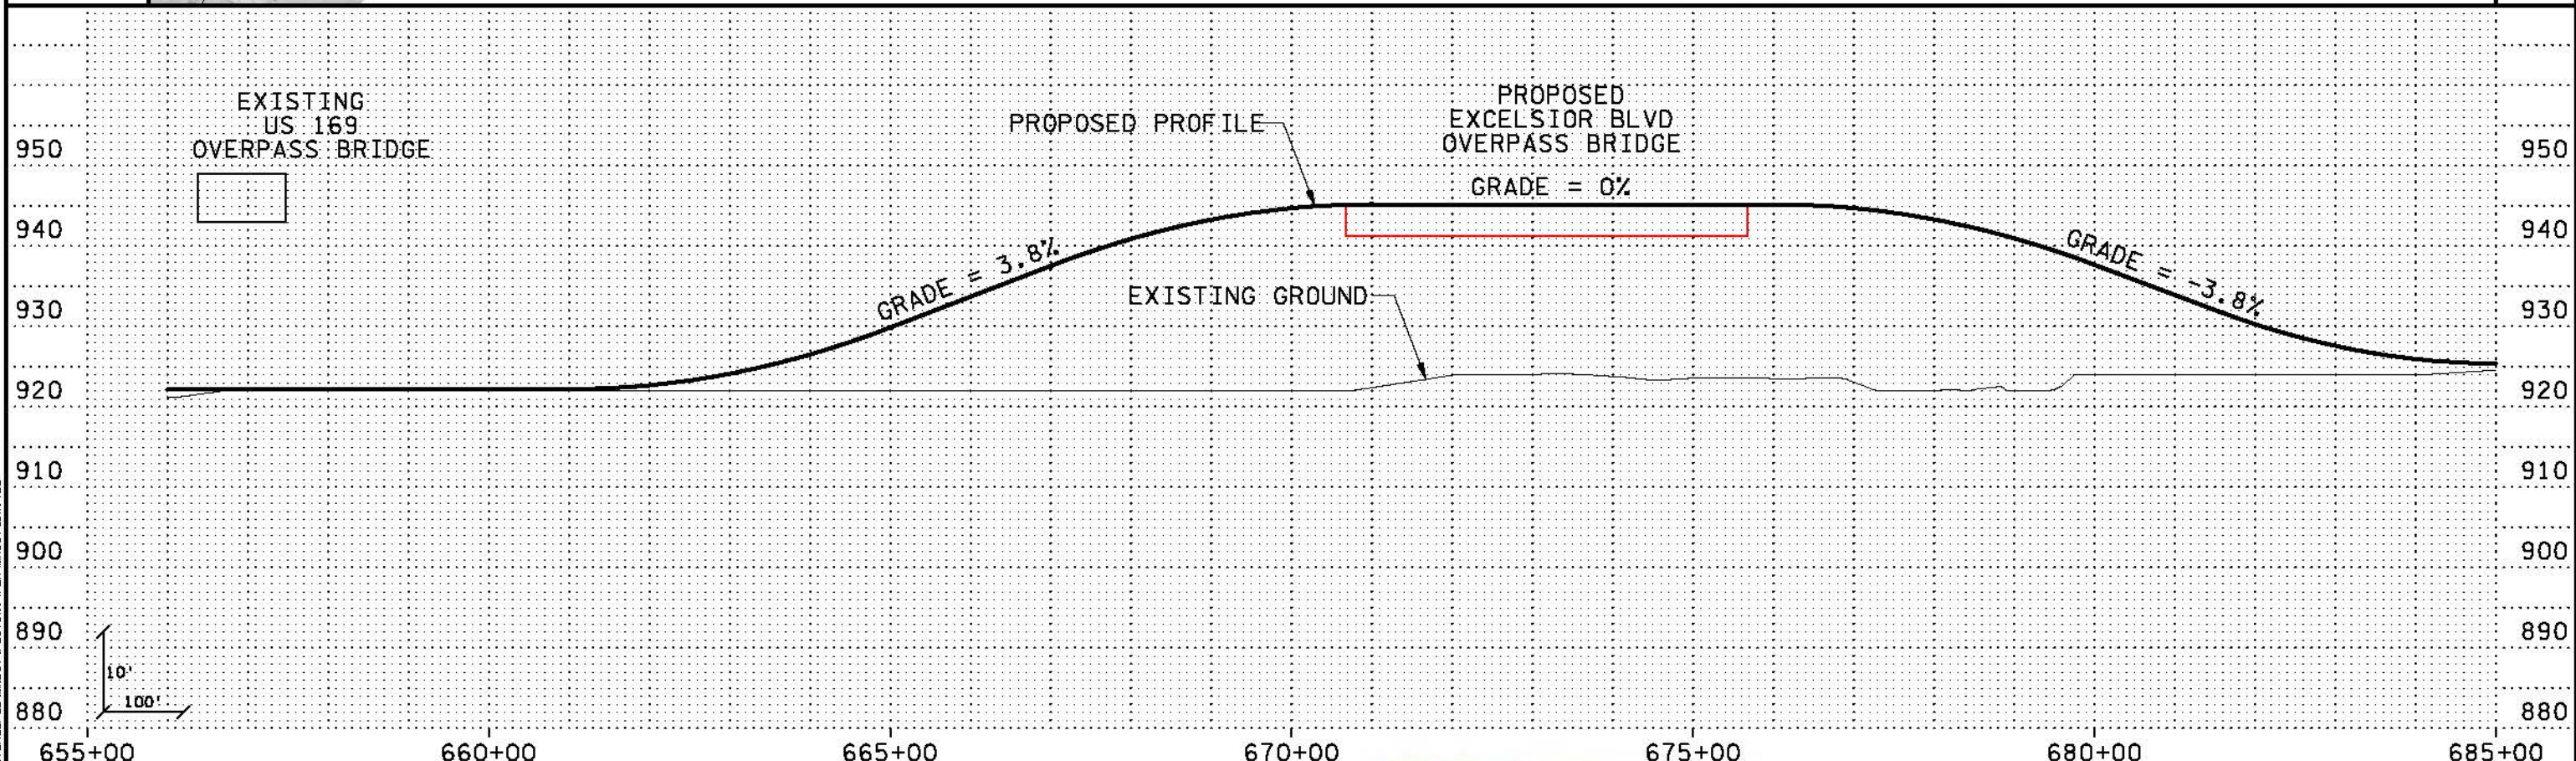 EXISTING
US 169
OVERPASS BRIDGE
PROPOSED PROFILE
PROPOSED
EXCELSIOR BLVD
OVERPASS BRIDGE
GRADE = 0%
GRADE = 3.8%
EXISTING GROUND
GRADE = -3.8%
950
940
930
920
910
900
890
880
950
940
930
920
910
900
890
880
10'
100'
655+00
660+00
665+00
670+00
675+00
680+00
685+00